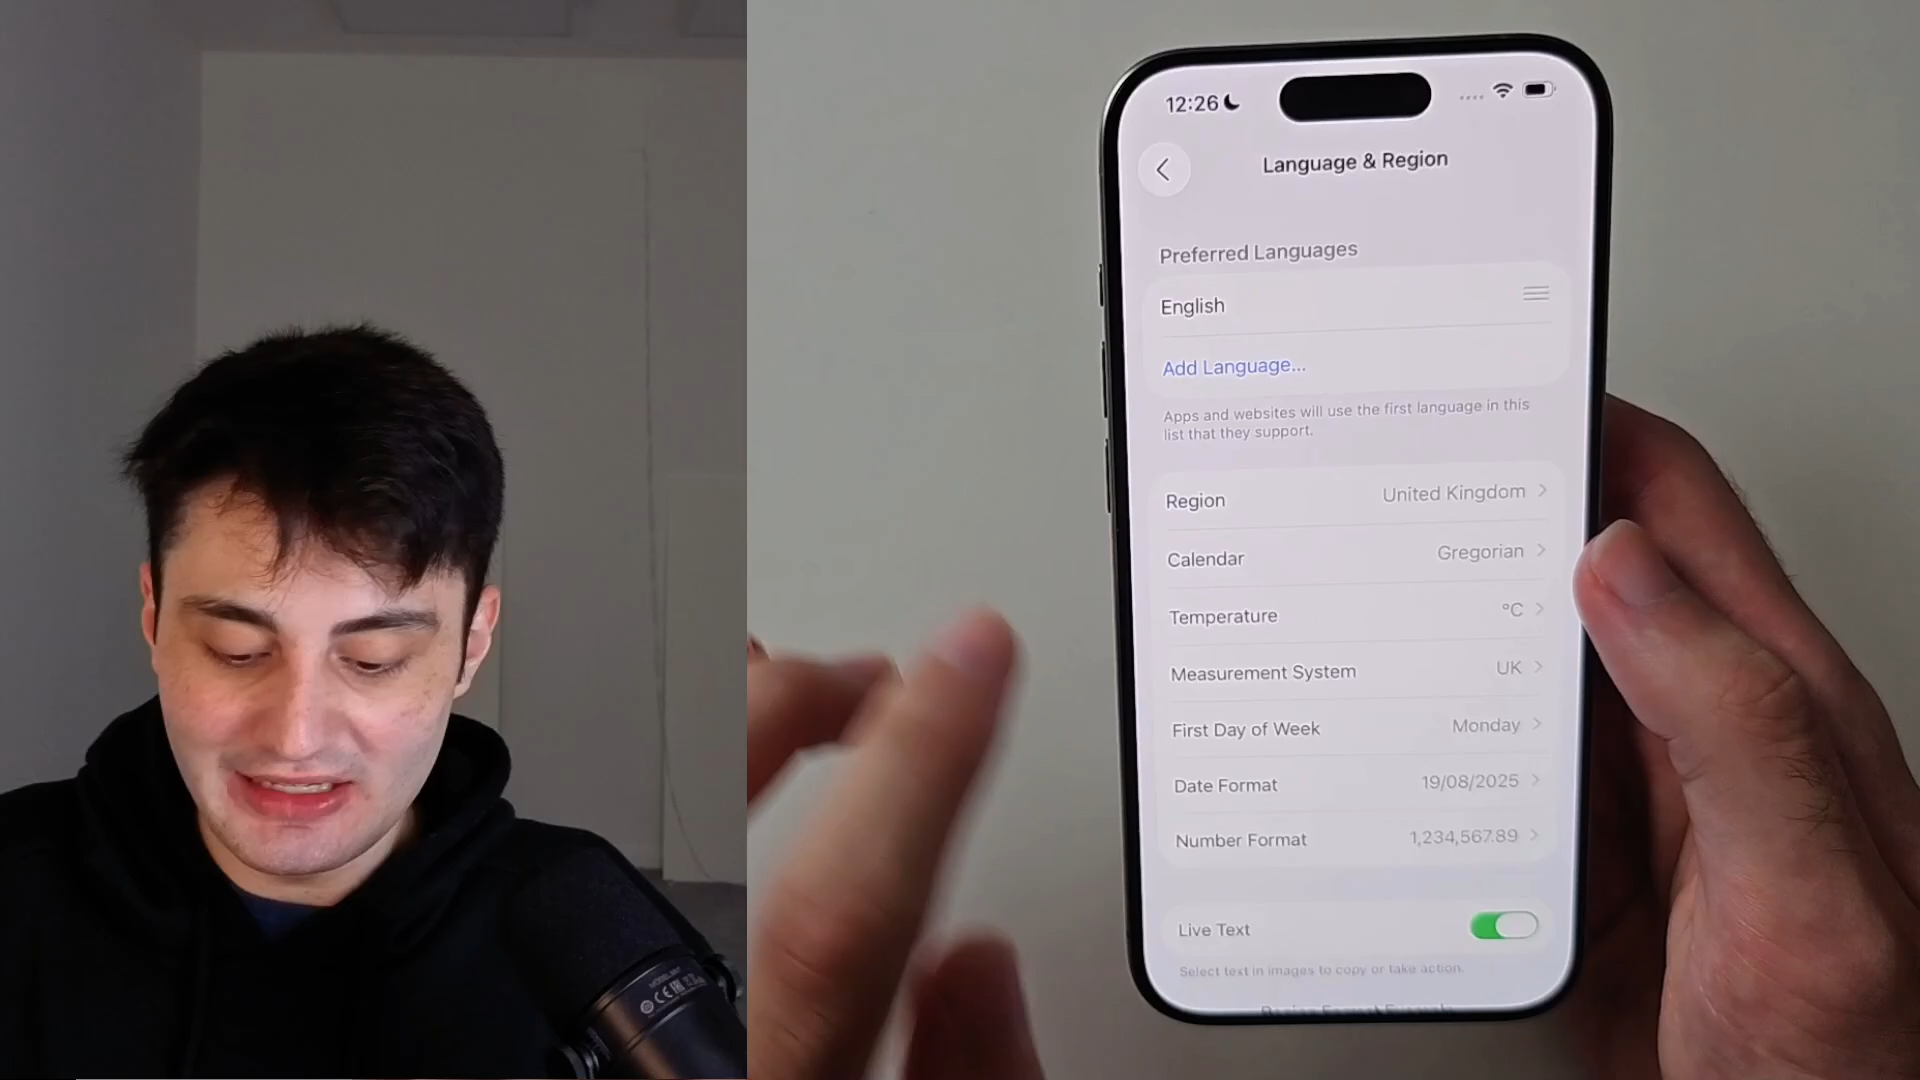 12:26
Language & Region
Preferred Languages
English
Add Language...
Apps and websites will use the first language in this
list that they support.
Region United Kingdom
Calendar Gregorian
Temperature °C
Measurement System UK
First Day of Week Monday
Date Format 19/08/2025
Number Format 1,234,567.89
Live Text
Select text in images to copy or take action.